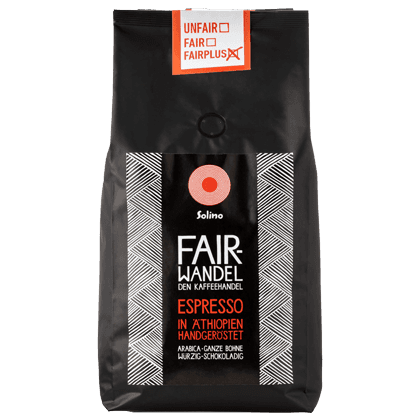 UNFAIR
FAIR
FAIRPLUS
Solino
FAIR-
WANDEL
DEN KAFFEEHANDEL
ESPRESSO
IN ÄTHIOPIEN
HANDGERÖSTET
ARABICA · GANZE BOHNE
WÜRZIG-SCHOKOLADIG